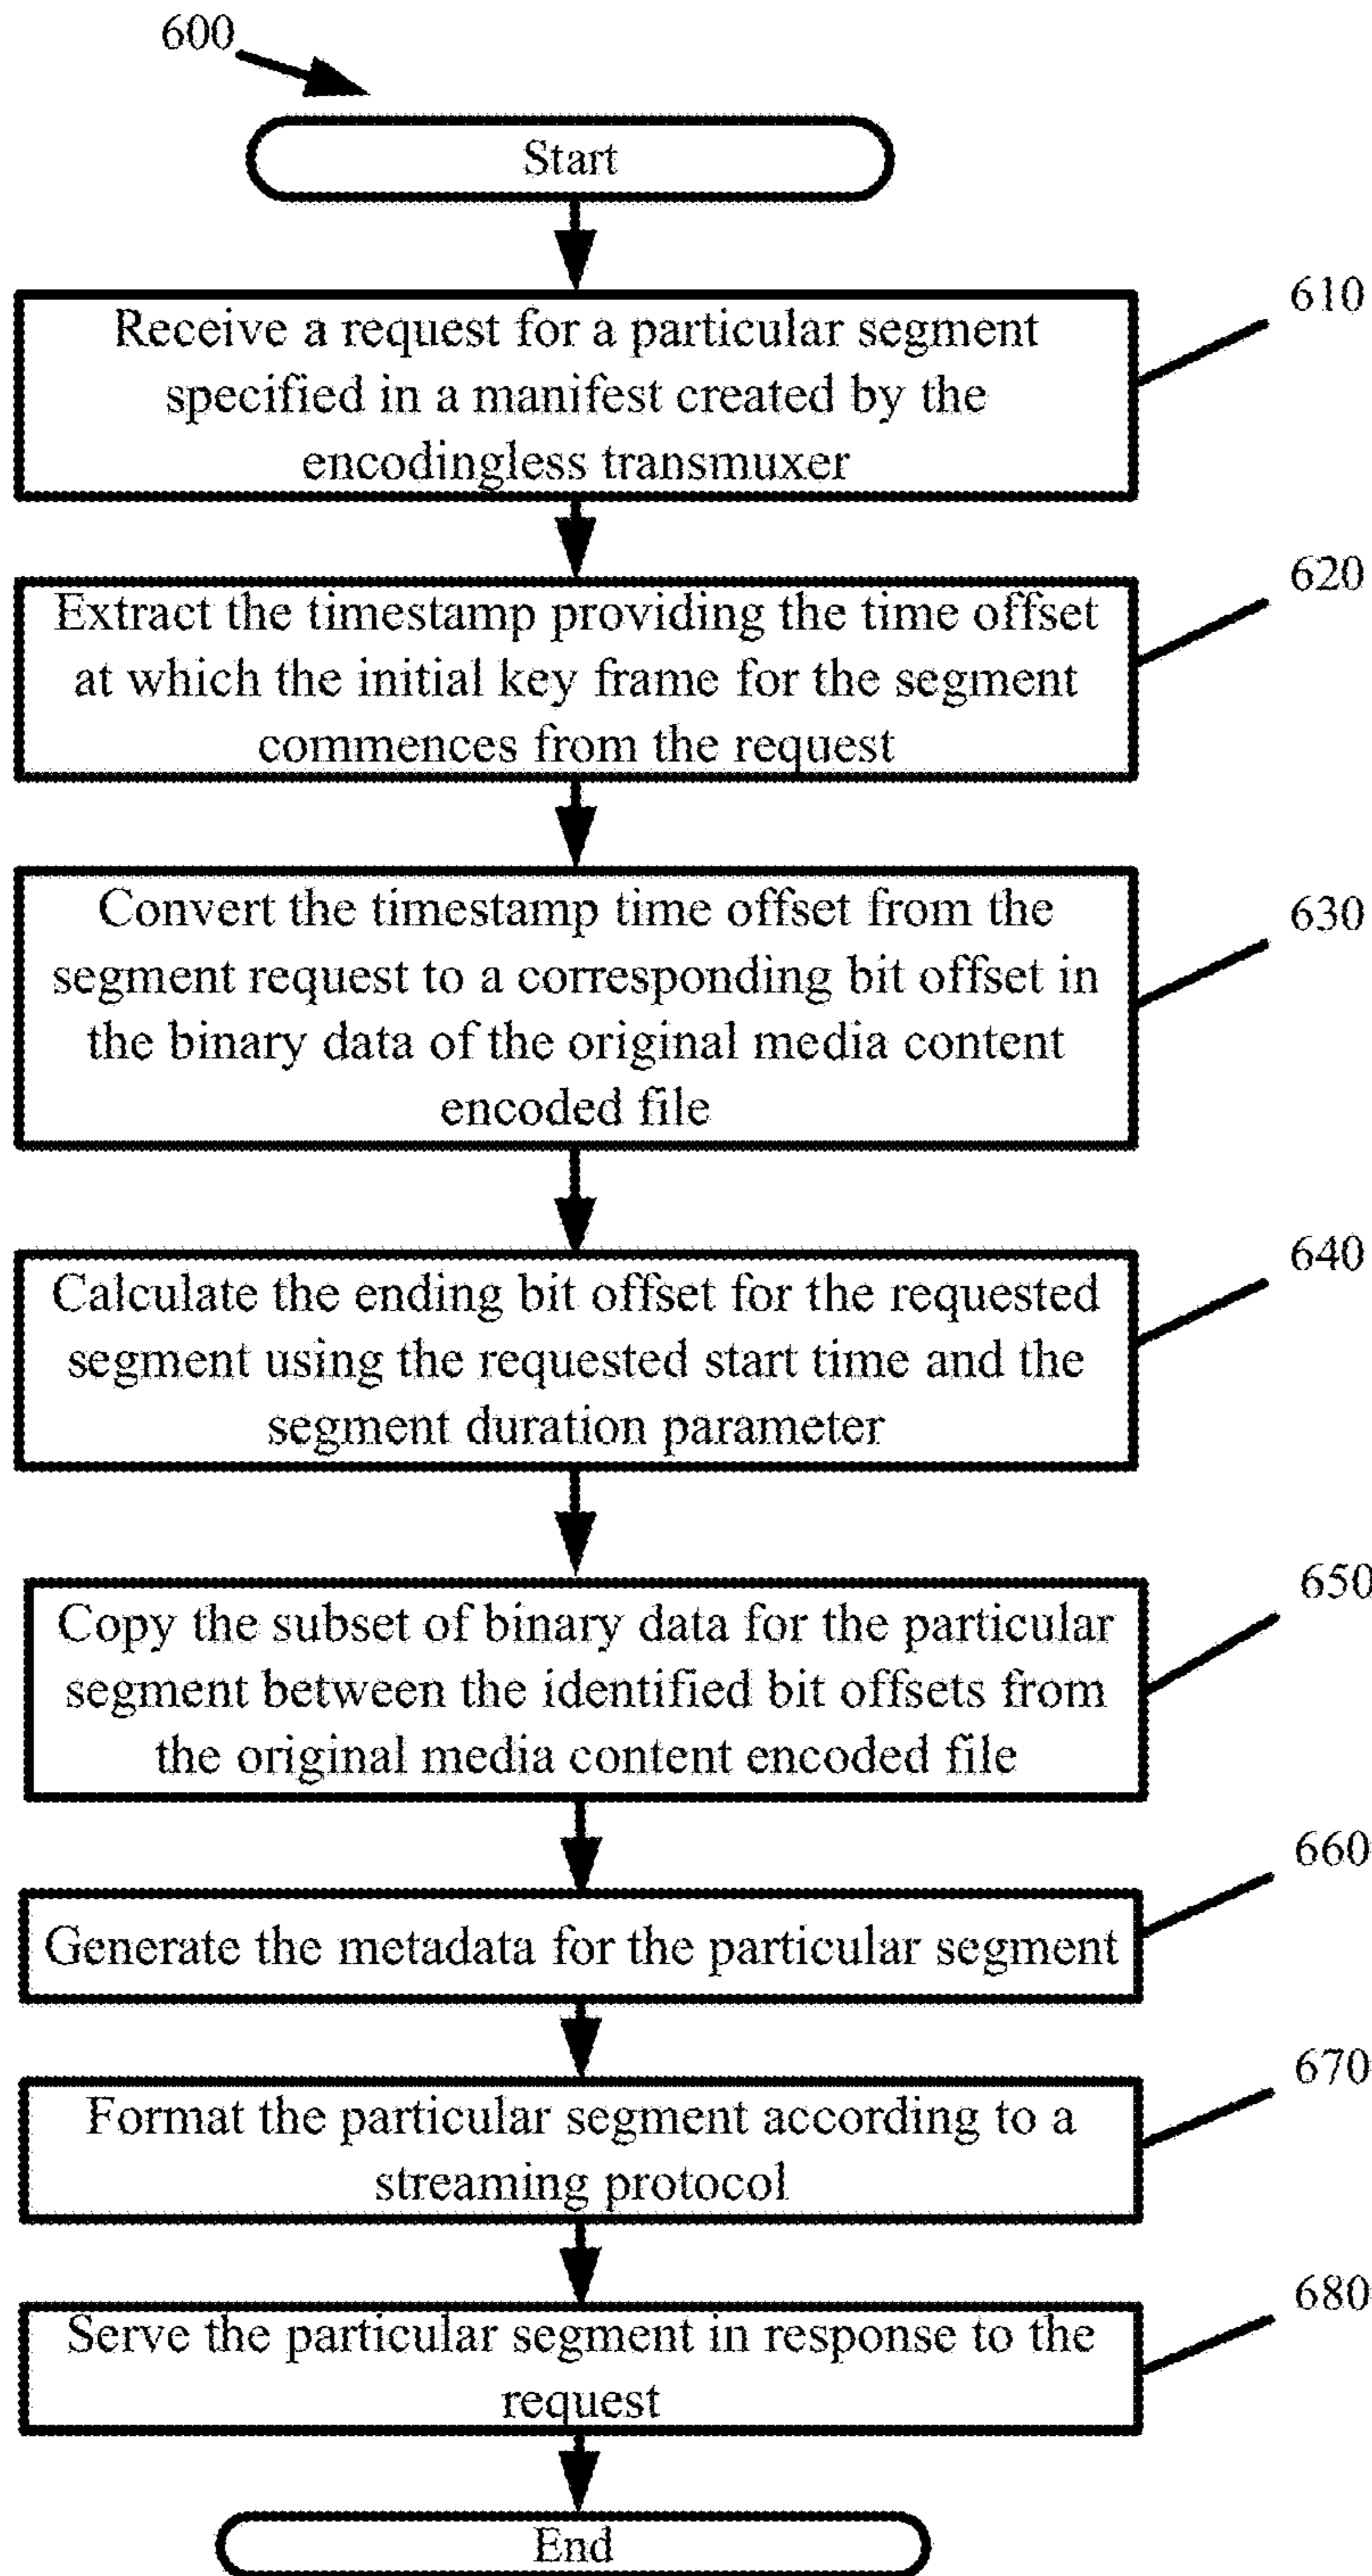 600
Start
610
Receive a request for a particular segment
specified in a manifest created by the
encodingless transmuxer
620
Extract the timestamp providing the time offset
at which the initial key frame for the segment
commences from the request
630
Convert the timestamp time offset from the
segment request to a corresponding bit offset in
the binary data of the original media content
encoded file
640
Calculate the ending bit offset for the requested
segment using the requested start time and the
segment duration parameter
650
Copy the subset of binary data for the particular
segment between the identified bit offsets from
the original media content encoded file
660
Generate the metadata for the particular segment
670
Format the particular segment according to a
streaming protocol
680
Serve the particular segment in response to the
request
End